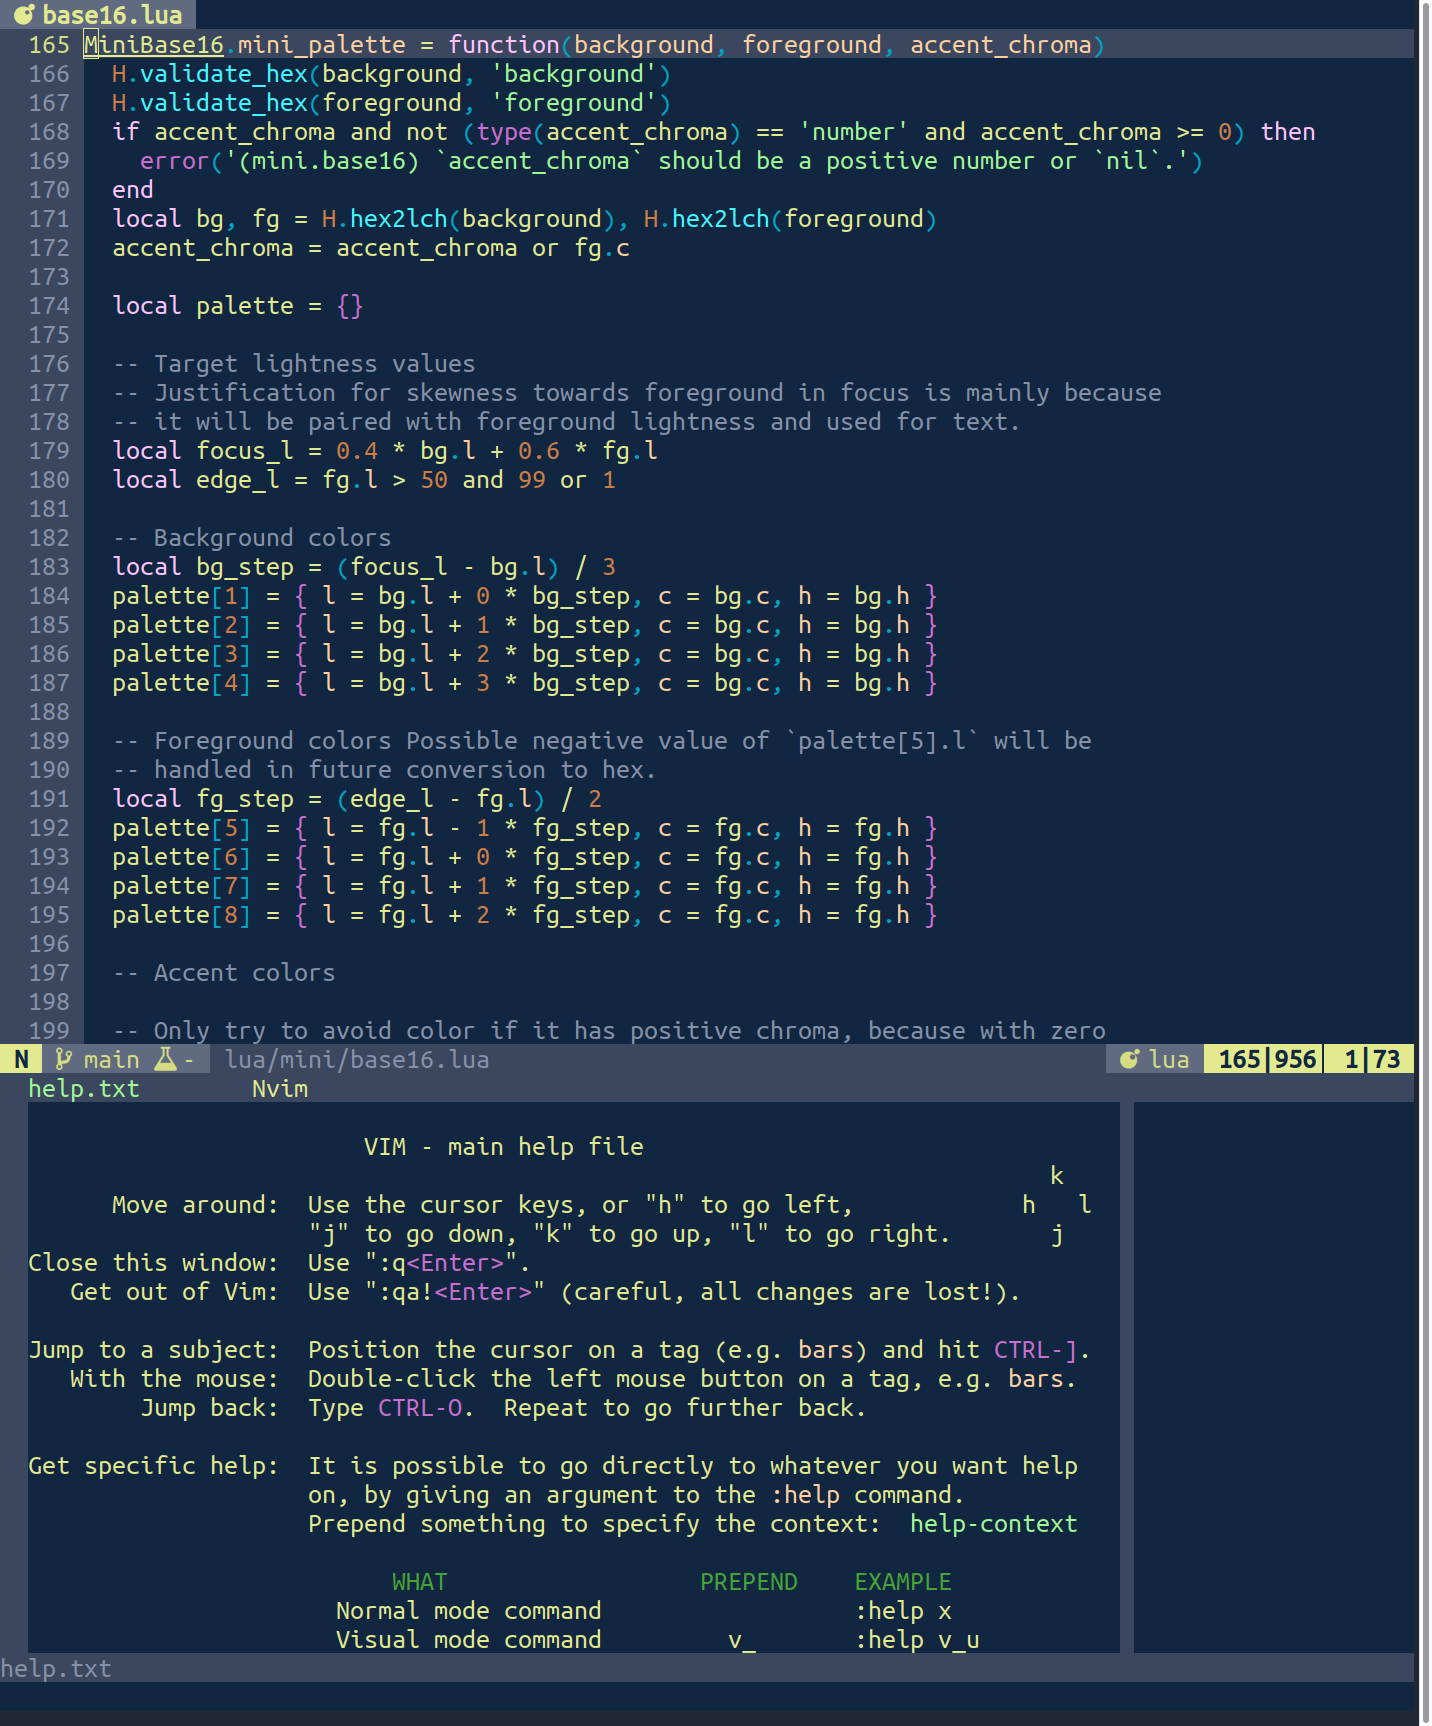 base16.lua
165 MiniBase16.mini_palette = function(background, foreground, accent_chroma)
166   H.validate_hex(background, 'background')
167   H.validate_hex(foreground, 'foreground')
168   if accent_chroma and not (type(accent_chroma) == 'number' and accent_chroma >= 0) then
169     error('(mini.base16) `accent_chroma` should be a positive number or `nil`.')
170   end
171   local bg, fg = H.hex2lch(background), H.hex2lch(foreground)
172   accent_chroma = accent_chroma or fg.c
173
174   local palette = {}
175
176   -- Target lightness values
177   -- Justification for skewness towards foreground in focus is mainly because
178   -- it will be paired with foreground lightness and used for text.
179   local focus_l = 0.4 * bg.l + 0.6 * fg.l
180   local edge_l = fg.l > 50 and 99 or 1
181
182   -- Background colors
183   local bg_step = (focus_l - bg.l) / 3
184   palette[1] = { l = bg.l + 0 * bg_step, c = bg.c, h = bg.h }
185   palette[2] = { l = bg.l + 1 * bg_step, c = bg.c, h = bg.h }
186   palette[3] = { l = bg.l + 2 * bg_step, c = bg.c, h = bg.h }
187   palette[4] = { l = bg.l + 3 * bg_step, c = bg.c, h = bg.h }
188
189   -- Foreground colors Possible negative value of `palette[5].l` will be
190   -- handled in future conversion to hex.
191   local fg_step = (edge_l - fg.l) / 2
192   palette[5] = { l = fg.l - 1 * fg_step, c = fg.c, h = fg.h }
193   palette[6] = { l = fg.l + 0 * fg_step, c = fg.c, h = fg.h }
194   palette[7] = { l = fg.l + 1 * fg_step, c = fg.c, h = fg.h }
195   palette[8] = { l = fg.l + 2 * fg_step, c = fg.c, h = fg.h }
196
197   -- Accent colors
198
199   -- Only try to avoid color if it has positive chroma, because with zero
N main - lua/mini/base16.lua lua 165|956 1|73
help.txt        Nvim
VIM - main help file
k
Move around:  Use the cursor keys, or "h" to go left,            h   l
"j" to go down, "k" to go up, "l" to go right.       j
Close this window:  Use ":q<Enter>".
Get out of Vim:  Use ":qa!<Enter>" (careful, all changes are lost!).
Jump to a subject:  Position the cursor on a tag (e.g. bars) and hit CTRL-].
With the mouse:  Double-click the left mouse button on a tag, e.g. bars.
Jump back:  Type CTRL-O.  Repeat to go further back.
Get specific help:  It is possible to go directly to whatever you want help
on, by giving an argument to the :help command.
Prepend something to specify the context:  help-context
WHAT                  PREPEND    EXAMPLE
Normal mode command                  :help x
Visual mode command         v_       :help v_u
help.txt